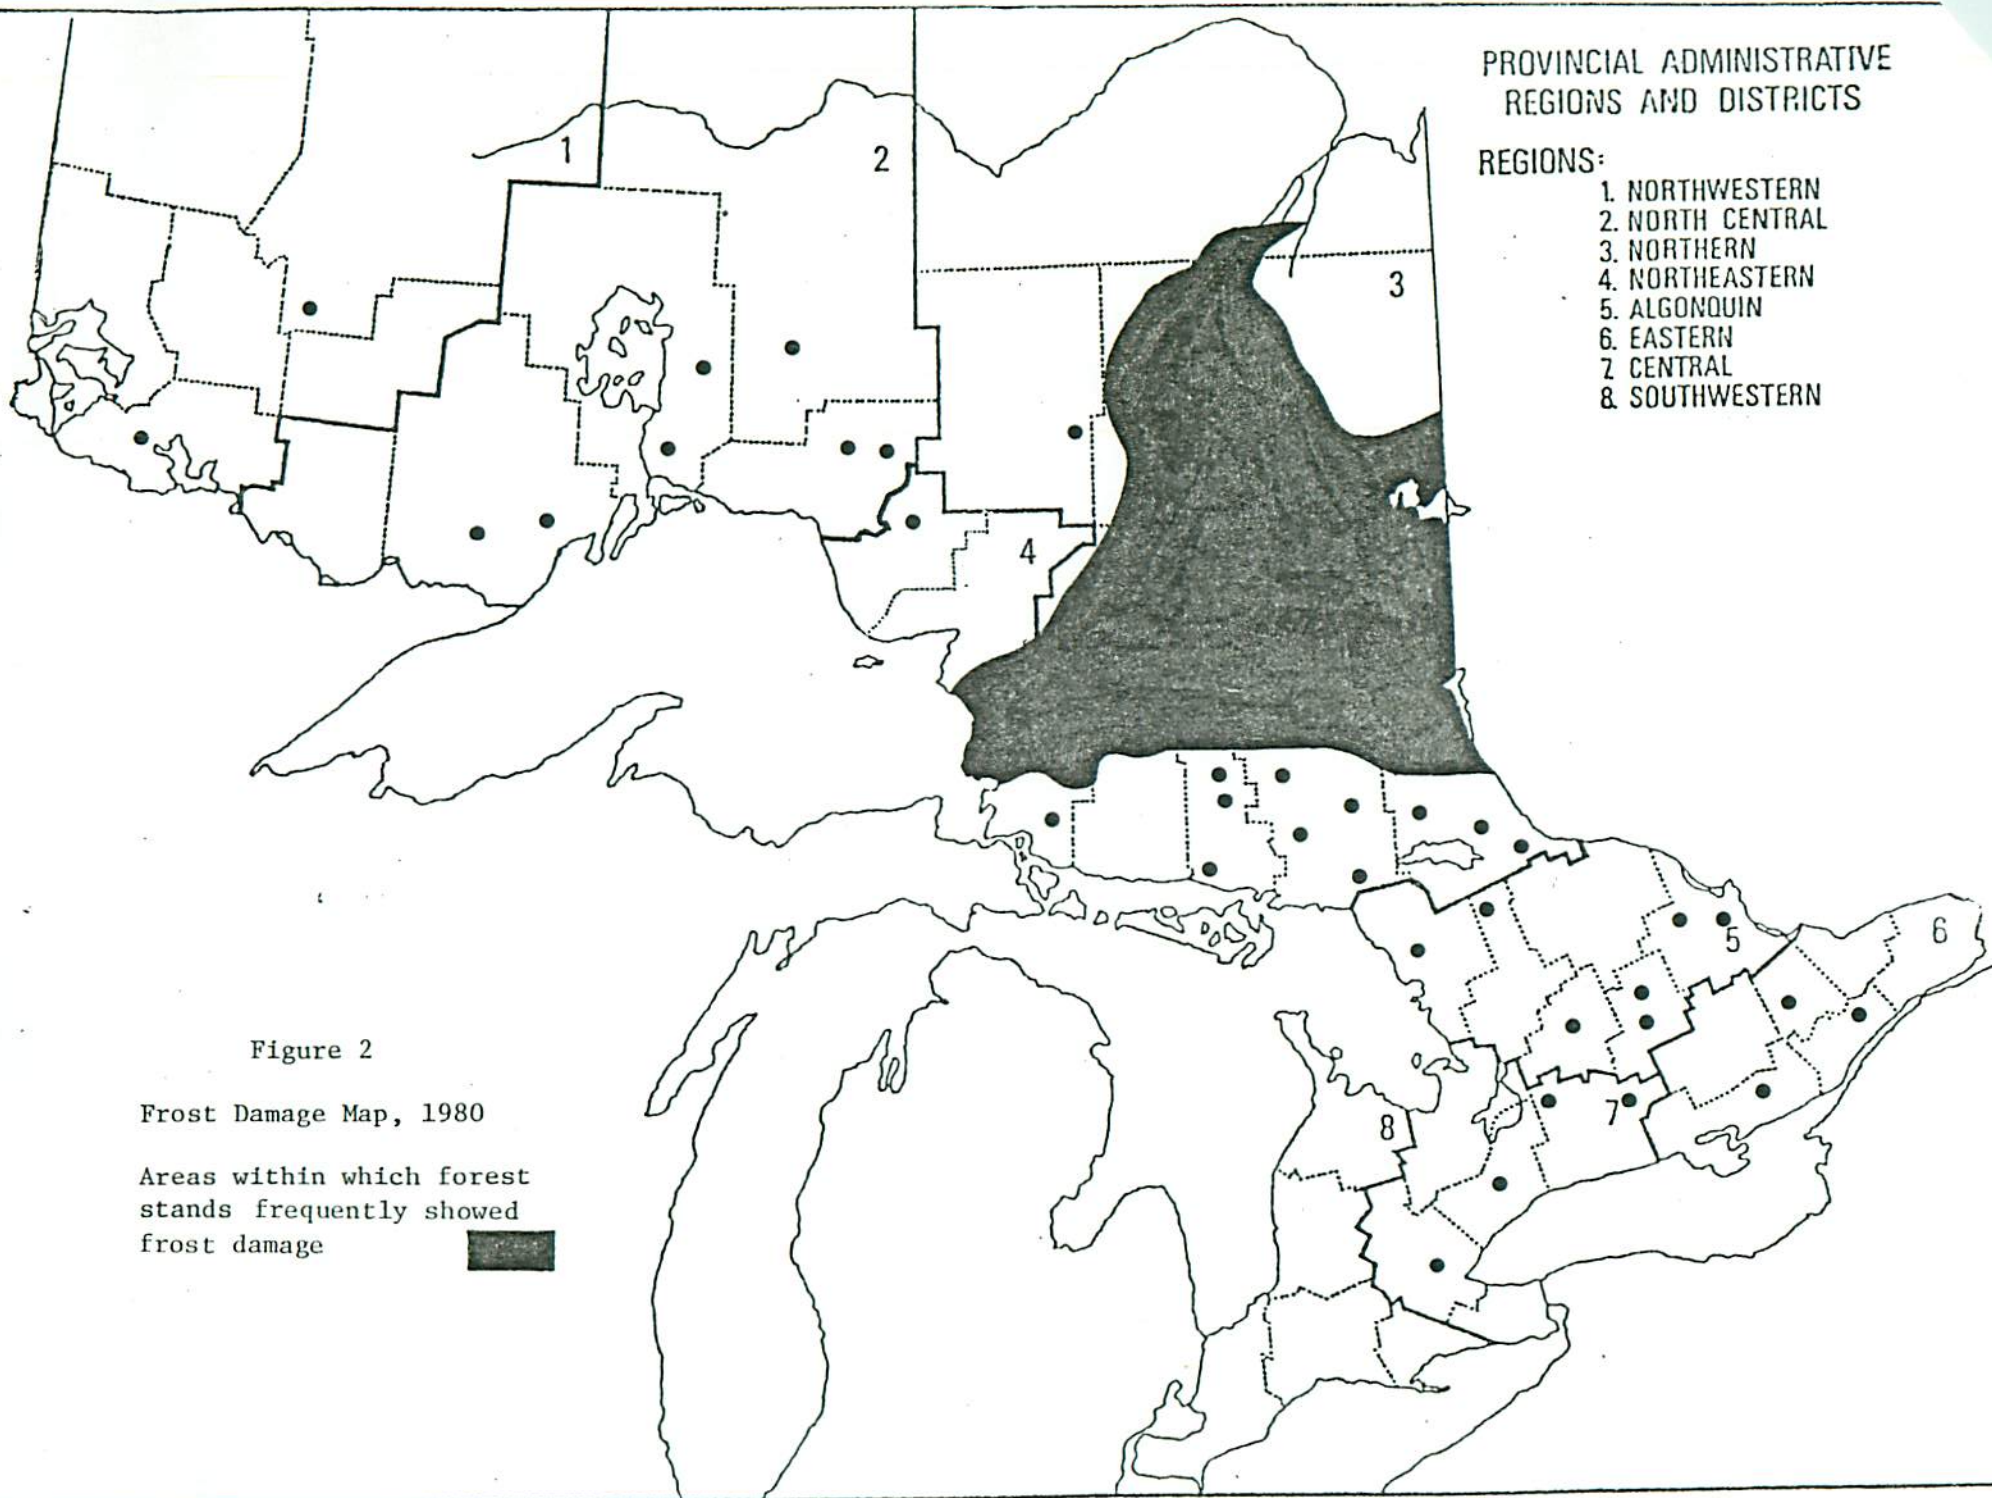 PROVINCIAL ADMINISTRATIVE
REGIONS AND DISTRICTS
REGIONS:
1. NORTHWESTERN
2. NORTH CENTRAL
3. NORTHERN
4. NORTHEASTERN
5. ALGONQUIN
6. EASTERN
7. CENTRAL
8. SOUTHWESTERN
1
2
3
4
5
6
7
8
Figure 2
Frost Damage Map, 1980
Areas within which forest
stands frequently showed
frost damage